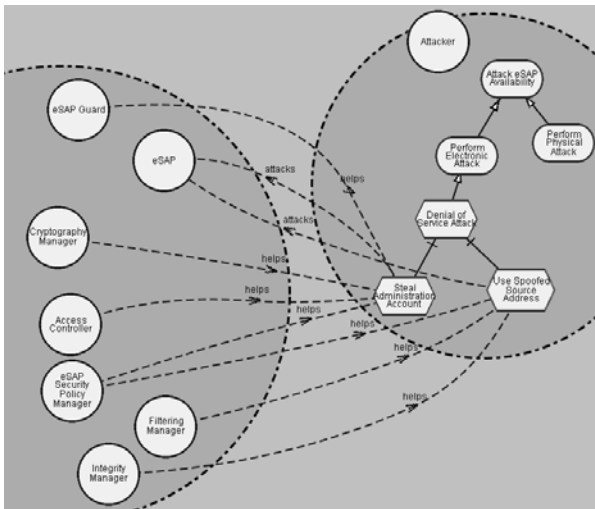 Attacker
Attack eSAP
Availability
eSAP Guard
Perform
Physical
Attack
Perform
Electronic
Attack
eSAP
attacks
helps
Denial of
Service Attack
attacks
Cryptography
Manager
helps
Steal
Administration
Account
Use Spoofed
Source
Address
helps
Access
Controller
helps
helps
eSAP
Security
Policy
Manager
helps
Filtering
Manager
helps
Integrity
Manager
helps